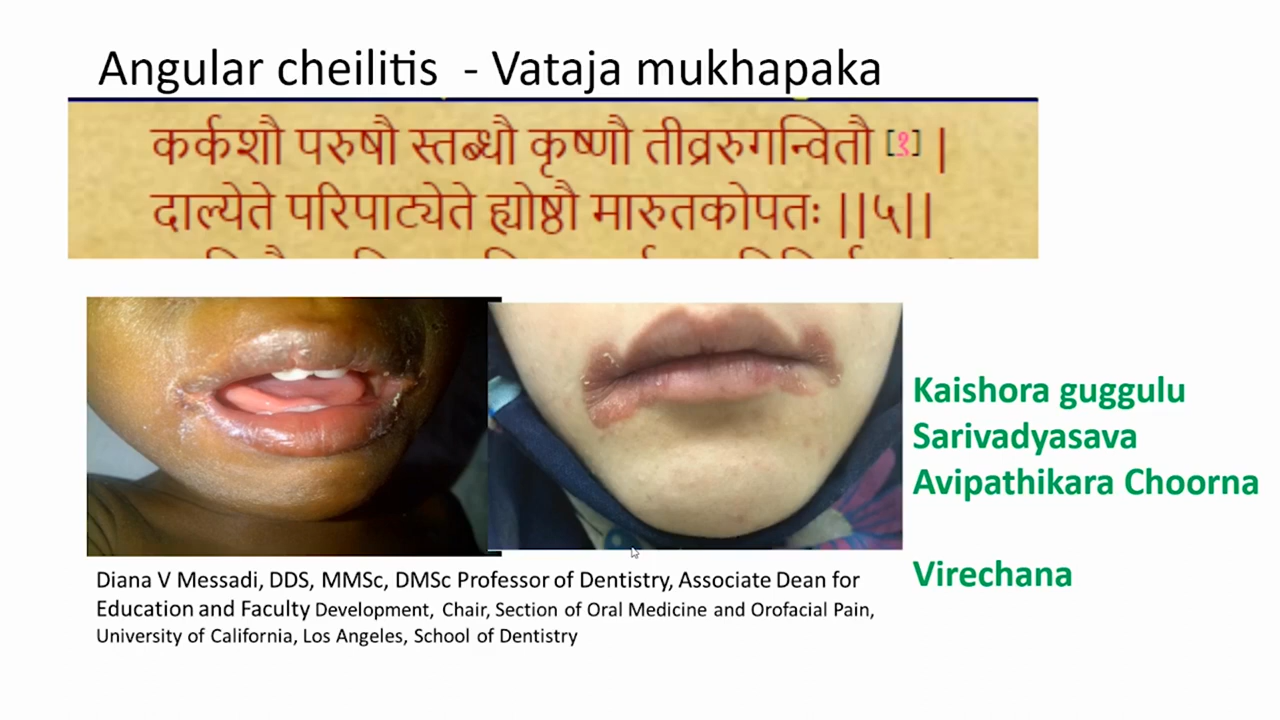 Angular cheilitis - Vataja mukhapaka
कर्कशौ परुषौ स्तब्धौ कृष्णौ तीव्ररुगन्वितौ [१] |
दाल्येते परिपाट्येते ह्योष्ठौ मारुतकोपतः ||५||
Kaishora guggulu
Sarivadyasava
Avipathikara Choorna
Virechana
Diana V Messadi, DDS, MMSc, DMSc Professor of Dentistry, Associate Dean for
Education and Faculty Development, Chair, Section of Oral Medicine and Orofacial Pain,
University of California, Los Angeles, School of Dentistry